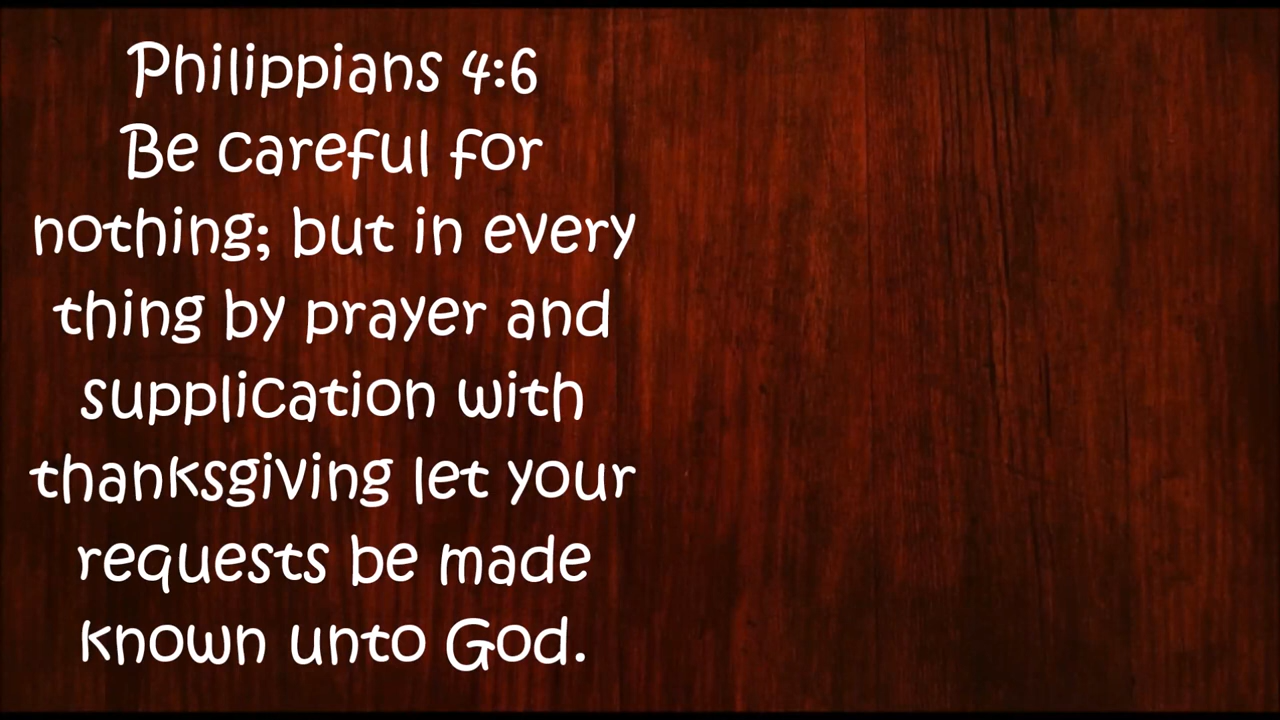 Philippians 4:6
Be careful for
nothing; but in every
thing by prayer and
supplication with
thanksgiving let your
requests be made
known unto God.